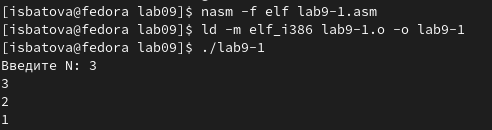 [isbatova@fedora lab09]$ nasm -f elf lab9-1.asm
[isbatova@fedora lab09]$ ld -m elf_i386 lab9-1.o -o lab9-1
[isbatova@fedora lab09]$ ./lab9-1
Введите N: 3
3
2
1